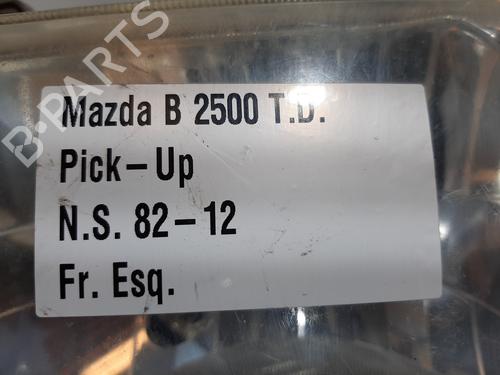 B-PARTS
Mazda B 2500 T.D.
Pick-Up
N.S. 82-12
Fr. Esq.